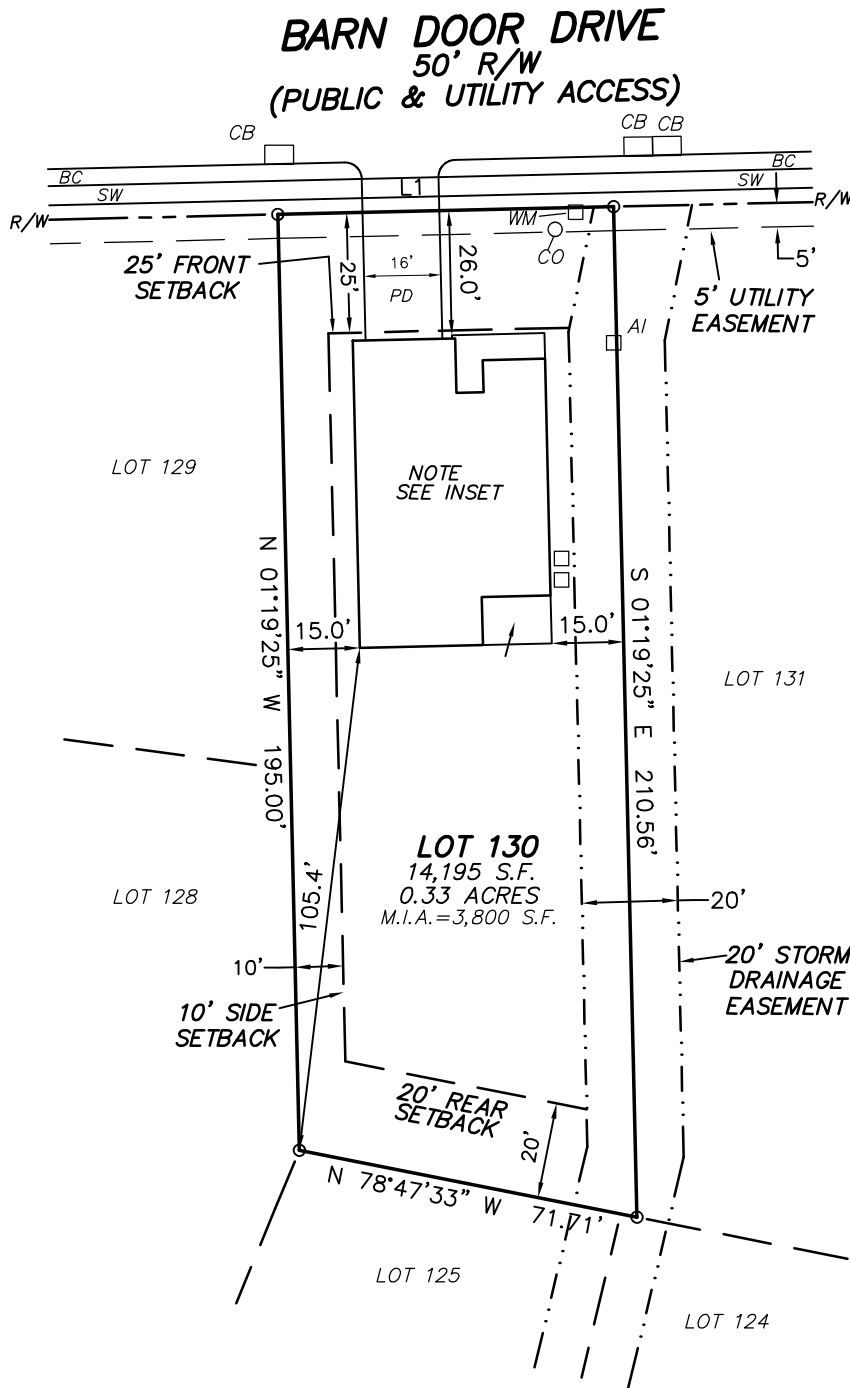 BARN DOOR DRIVE
50' R/W
(PUBLIC & UTILITY ACCESS)
CB
CB CB
BC
BC
SW
L1
SW
R/W
R/W
WM
CO
5'
25' FRONT
SETBACK
25'
16'
PD
26.0'
5' UTILITY
EASEMENT
AI
LOT 129
NOTE
SEE INSET
N 01°19'25" W 195.00'
15.0'
15.0'
S 01°19'25" E 210.56'
LOT 131
LOT 130
14,195 S.F.
0.33 ACRES
M.I.A.=3,800 S.F.
LOT 128
105.4'
20'
10'
20' STORM
DRAINAGE
EASEMENT
10' SIDE
SETBACK
20' REAR
SETBACK
20'
N 78°47'33" W 71.71'
LOT 125
LOT 124